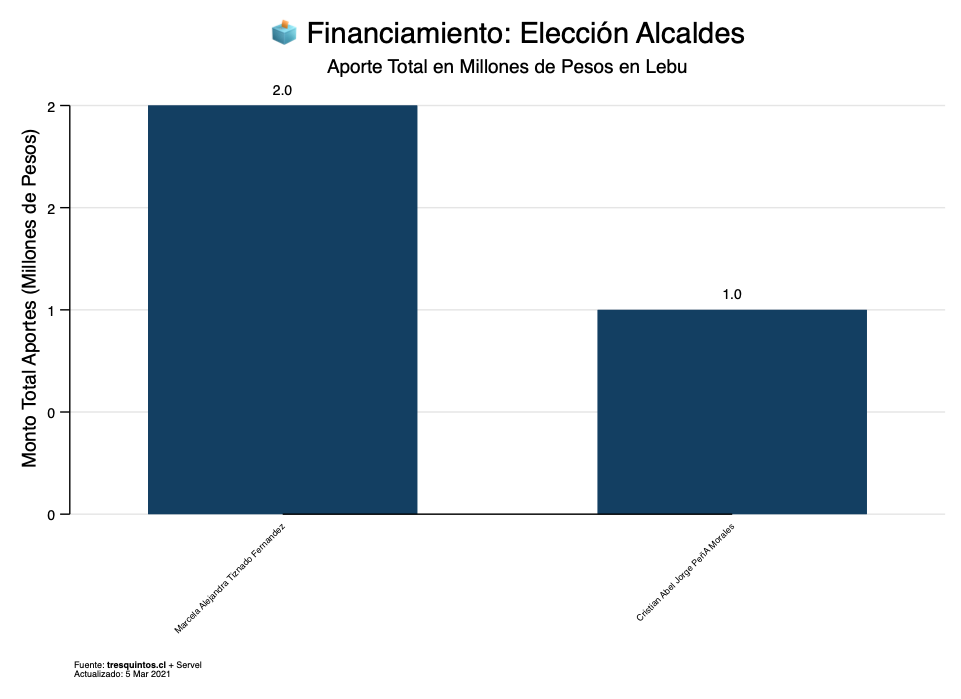 🗳️ Financiamiento: Elección Alcaldes
Aporte Total en Millones de Pesos en Lebu
Monto Total Aportes (Millones de Pesos)
2
2
1
0
0
2.0
1.0
Marcela Alejandra Tiznado Fernandez
Cristian Abel Jorge PeñA Morales
Fuente: tresquintos.cl + Servel
Actualizado: 5 Mar 2021